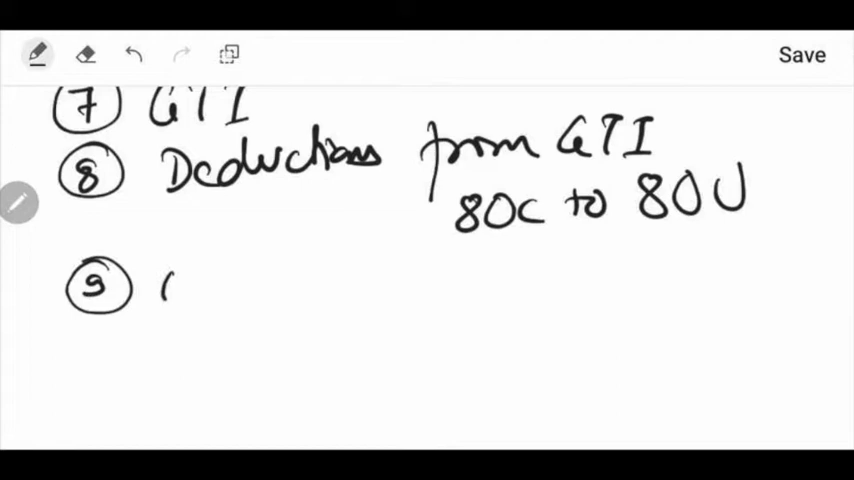 Save
7 GTI
8 Deductions from GTI
80C to 80U
9 (